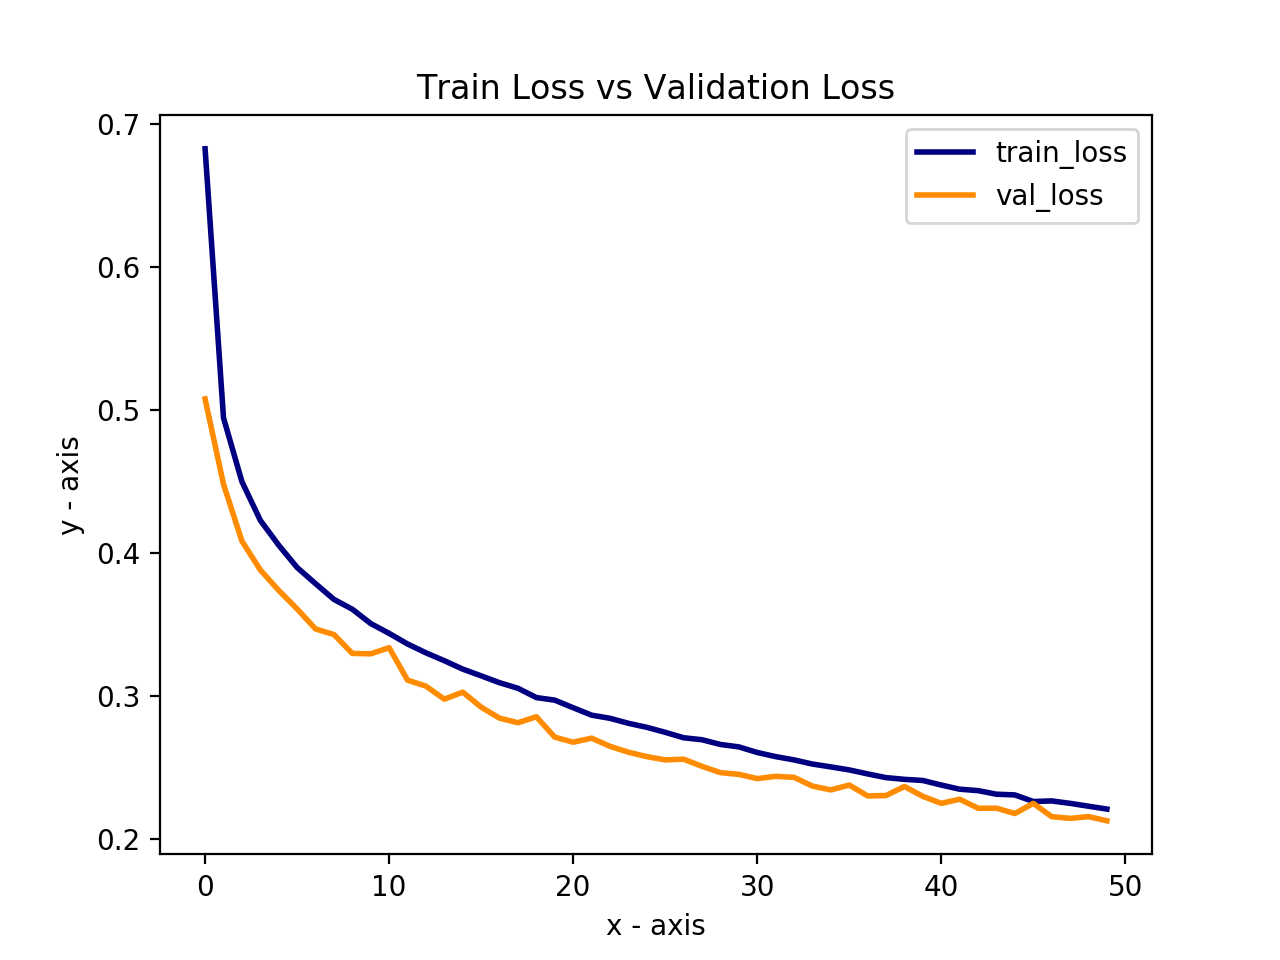 Train Loss vs Validation Loss
train_loss
val_loss
0.7
0.6
0.5
0.4
0.3
0.2
y - axis
0 10 20 30 40 50
x - axis